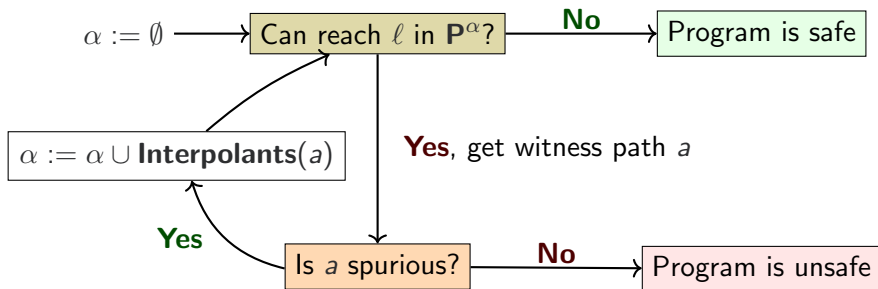 α := ∅
Can reach ℓ in P^α?
No
Program is safe
α := α ∪ Interpolants(a)
Yes, get witness path a
Yes
Is a spurious?
No
Program is unsafe